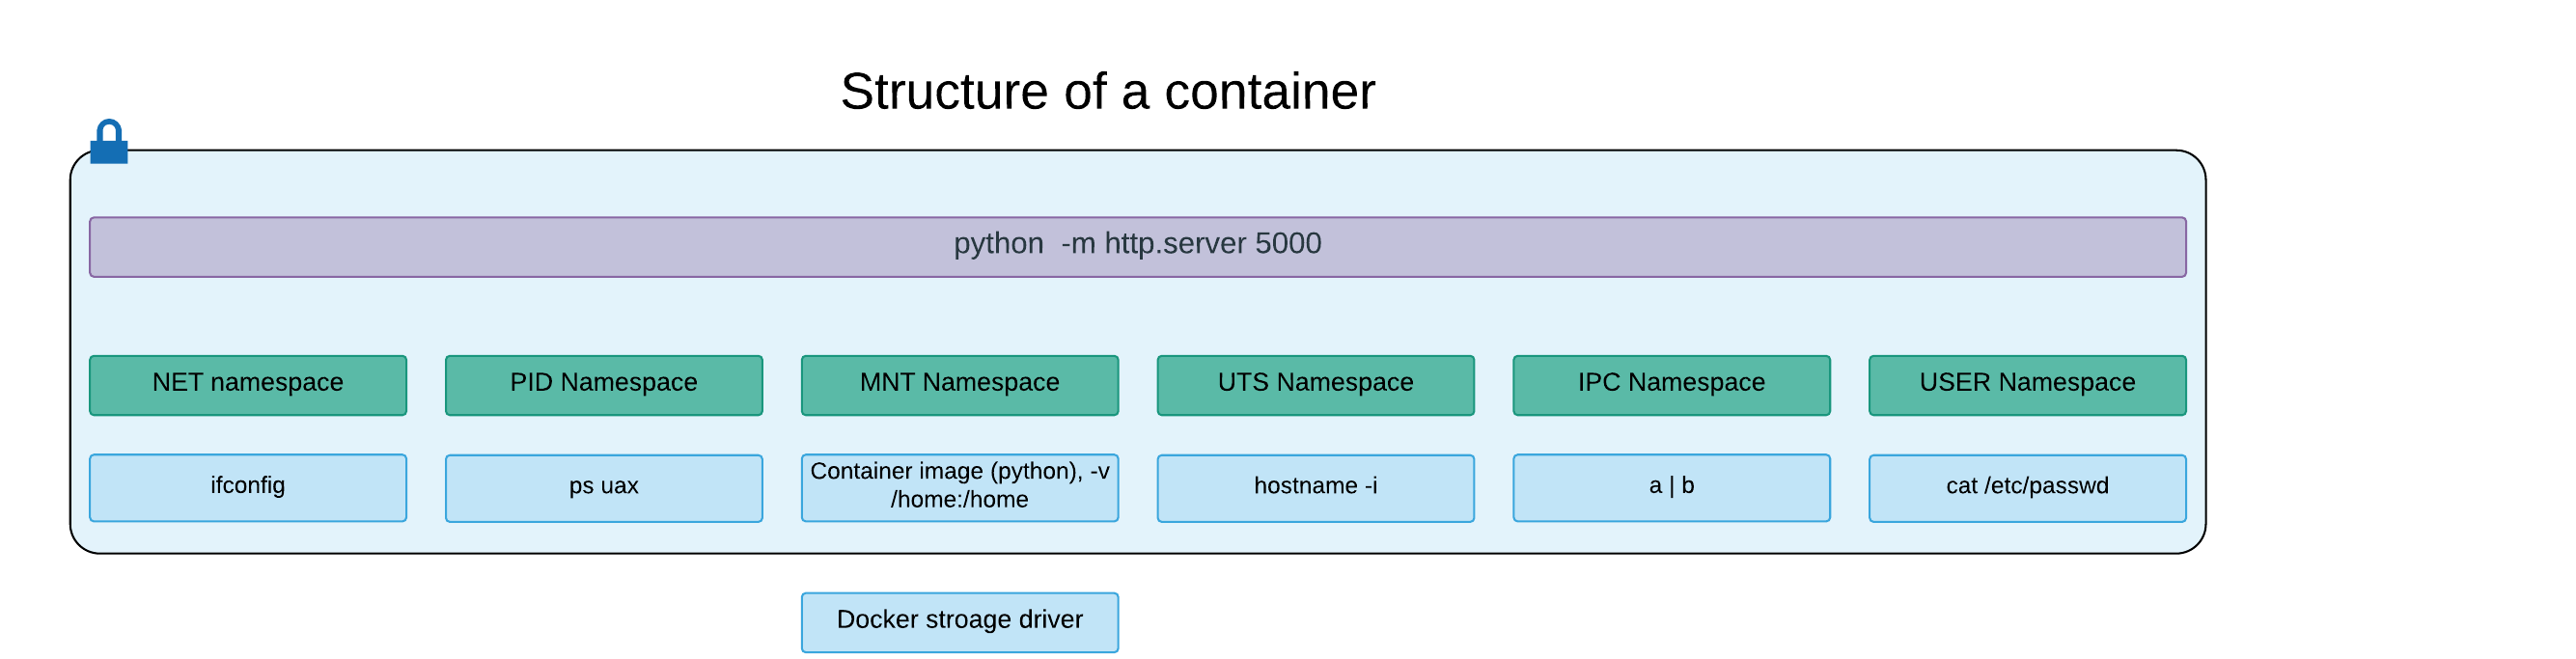 Structure of a container
python  -m http.server 5000
NET namespace
PID Namespace
MNT Namespace
UTS Namespace
IPC Namespace
USER Namespace
ifconfig
ps uax
Container image (python), -v
/home:/home
hostname -i
a | b
cat /etc/passwd
Docker stroage driver